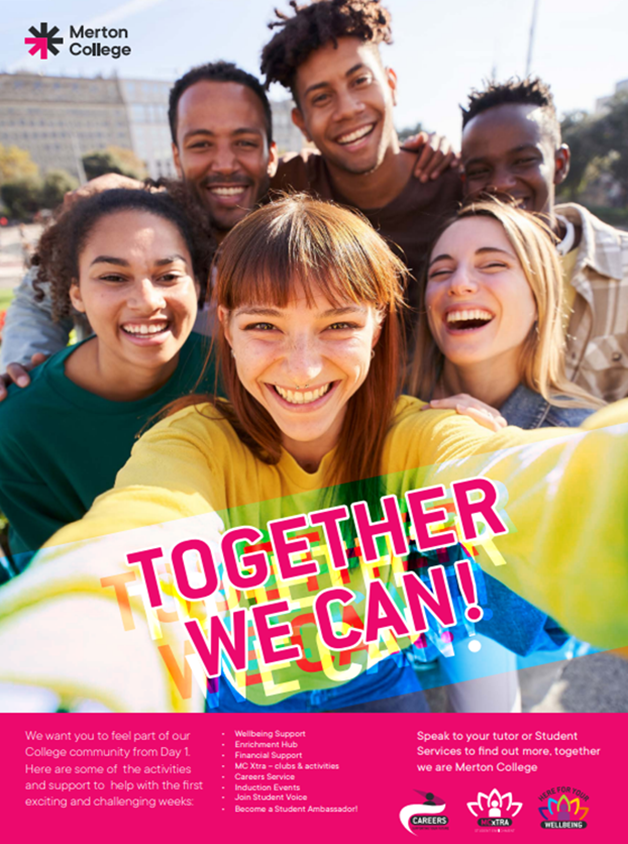 Merton
College
TOGETHER
WE CAN!
We want you to feel part of our
College community from Day 1.
Here are some of the activities
and support to help with the first
exciting and challenging weeks:
• Wellbeing Support
• Enrichment Hub
• Financial Support
• MC Xtra – clubs & activities
• Careers Service
• Induction Events
• Join Student Voice
• Become a Student Ambassador!
Speak to your tutor or Student
Services to find out more, together
we are Merton College
CAREERS
MCXTRA
HERE FOR YOUR
WELLBEING